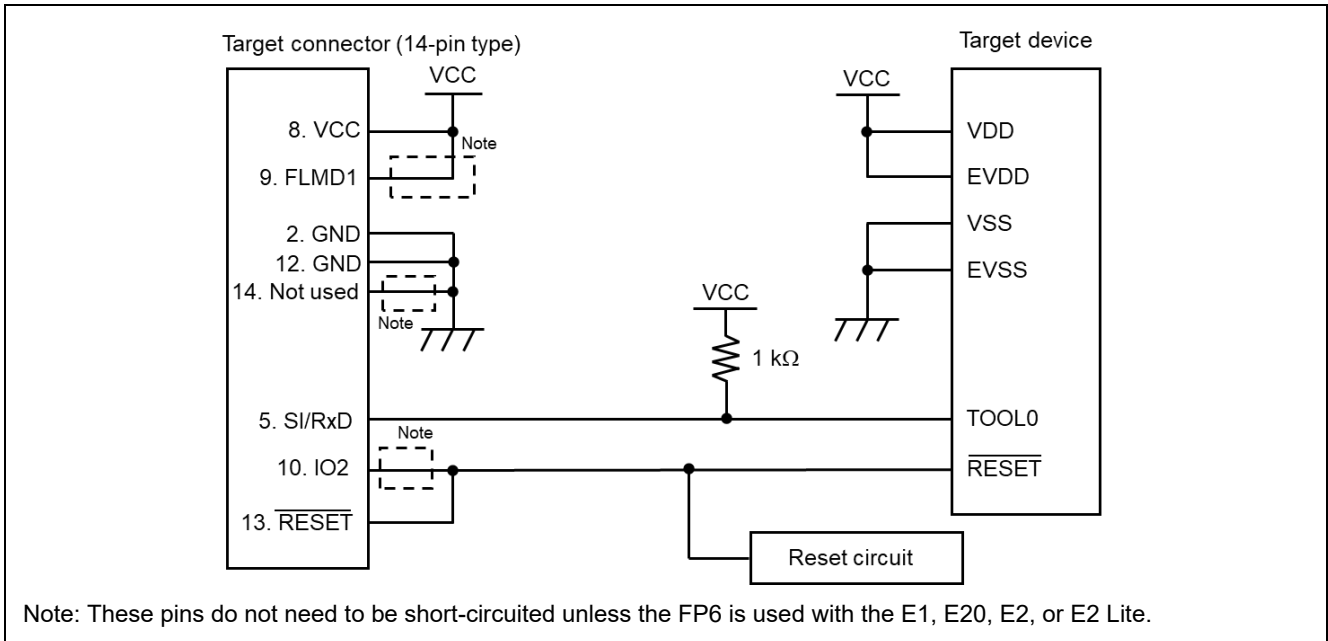 Target connector (14-pin type)
Target device
VCC
VCC
8. VCC
Note
VDD
9. FLMD1
EVDD
2. GND
VSS
12. GND
EVSS
14. Not used
Note
VCC
1 kΩ
5. SI/RxD
TOOL0
Note
10. IO2
RESET
13. RESET
Reset circuit
Note: These pins do not need to be short-circuited unless the FP6 is used with the E1, E20, E2, or E2 Lite.